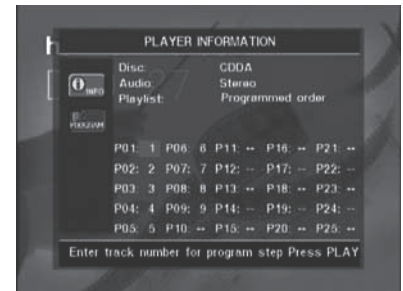 PLAYER INFORMATION
Disc: CDDA
Audio: Stereo
Playlist: Programmed order
INFO
PROGRAM
P01: 1 P06: 6 P11: -- P16: -- P21: --
P02: 2 P07: 7 P12: -- P17: -- P22: --
P03: 3 P08: 8 P13: -- P18: -- P23: --
P04: 4 P09: 9 P14: -- P19: -- P24: --
P05: 5 P10: -- P15: -- P20: -- P25: --
Enter track number for program step Press PLAY